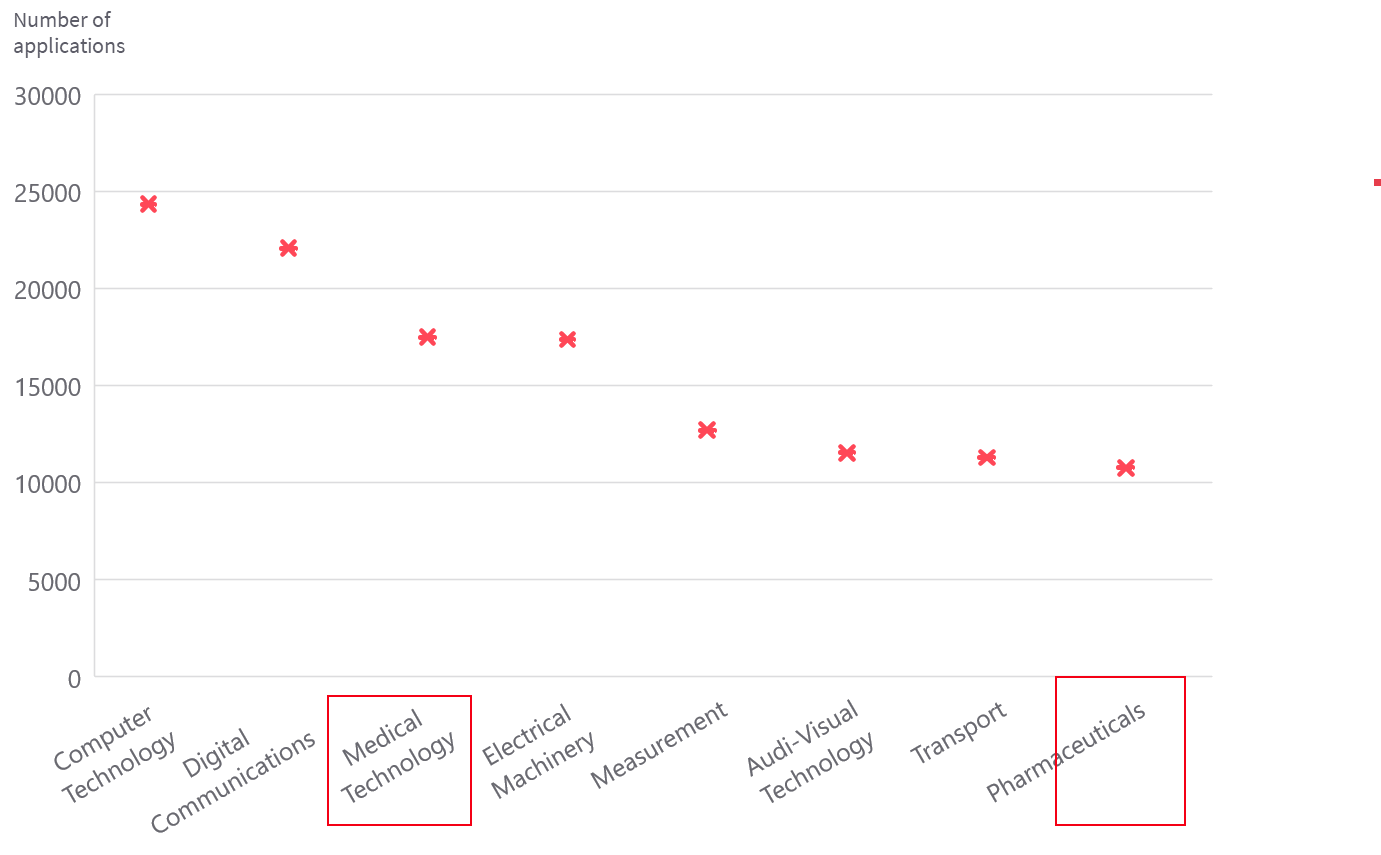 Number of
applications
30000
25000
20000
15000
10000
5000
0
Computer
Technology
Digital
Communications
Medical
Technology
Electrical
Machinery
Measurement
Audi-Visual
Technology
Transport
Pharmaceuticals